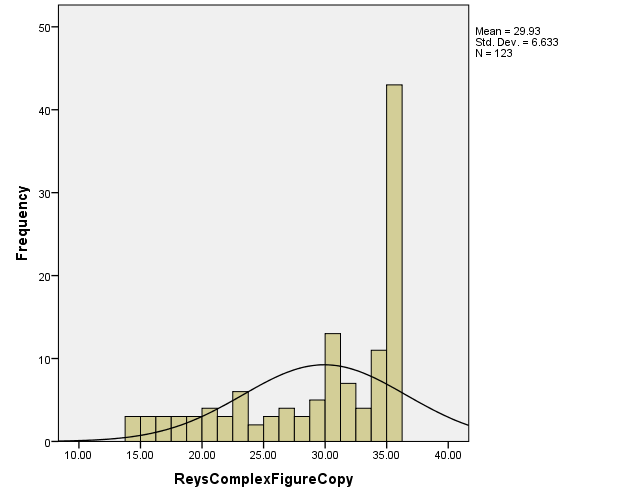 Mean = 29.93
Std. Dev. = 6.633
N = 123
50
40
30
20
10
0
Frequency
10.00 15.00 20.00 25.00 30.00 35.00 40.00
ReysComplexFigureCopy